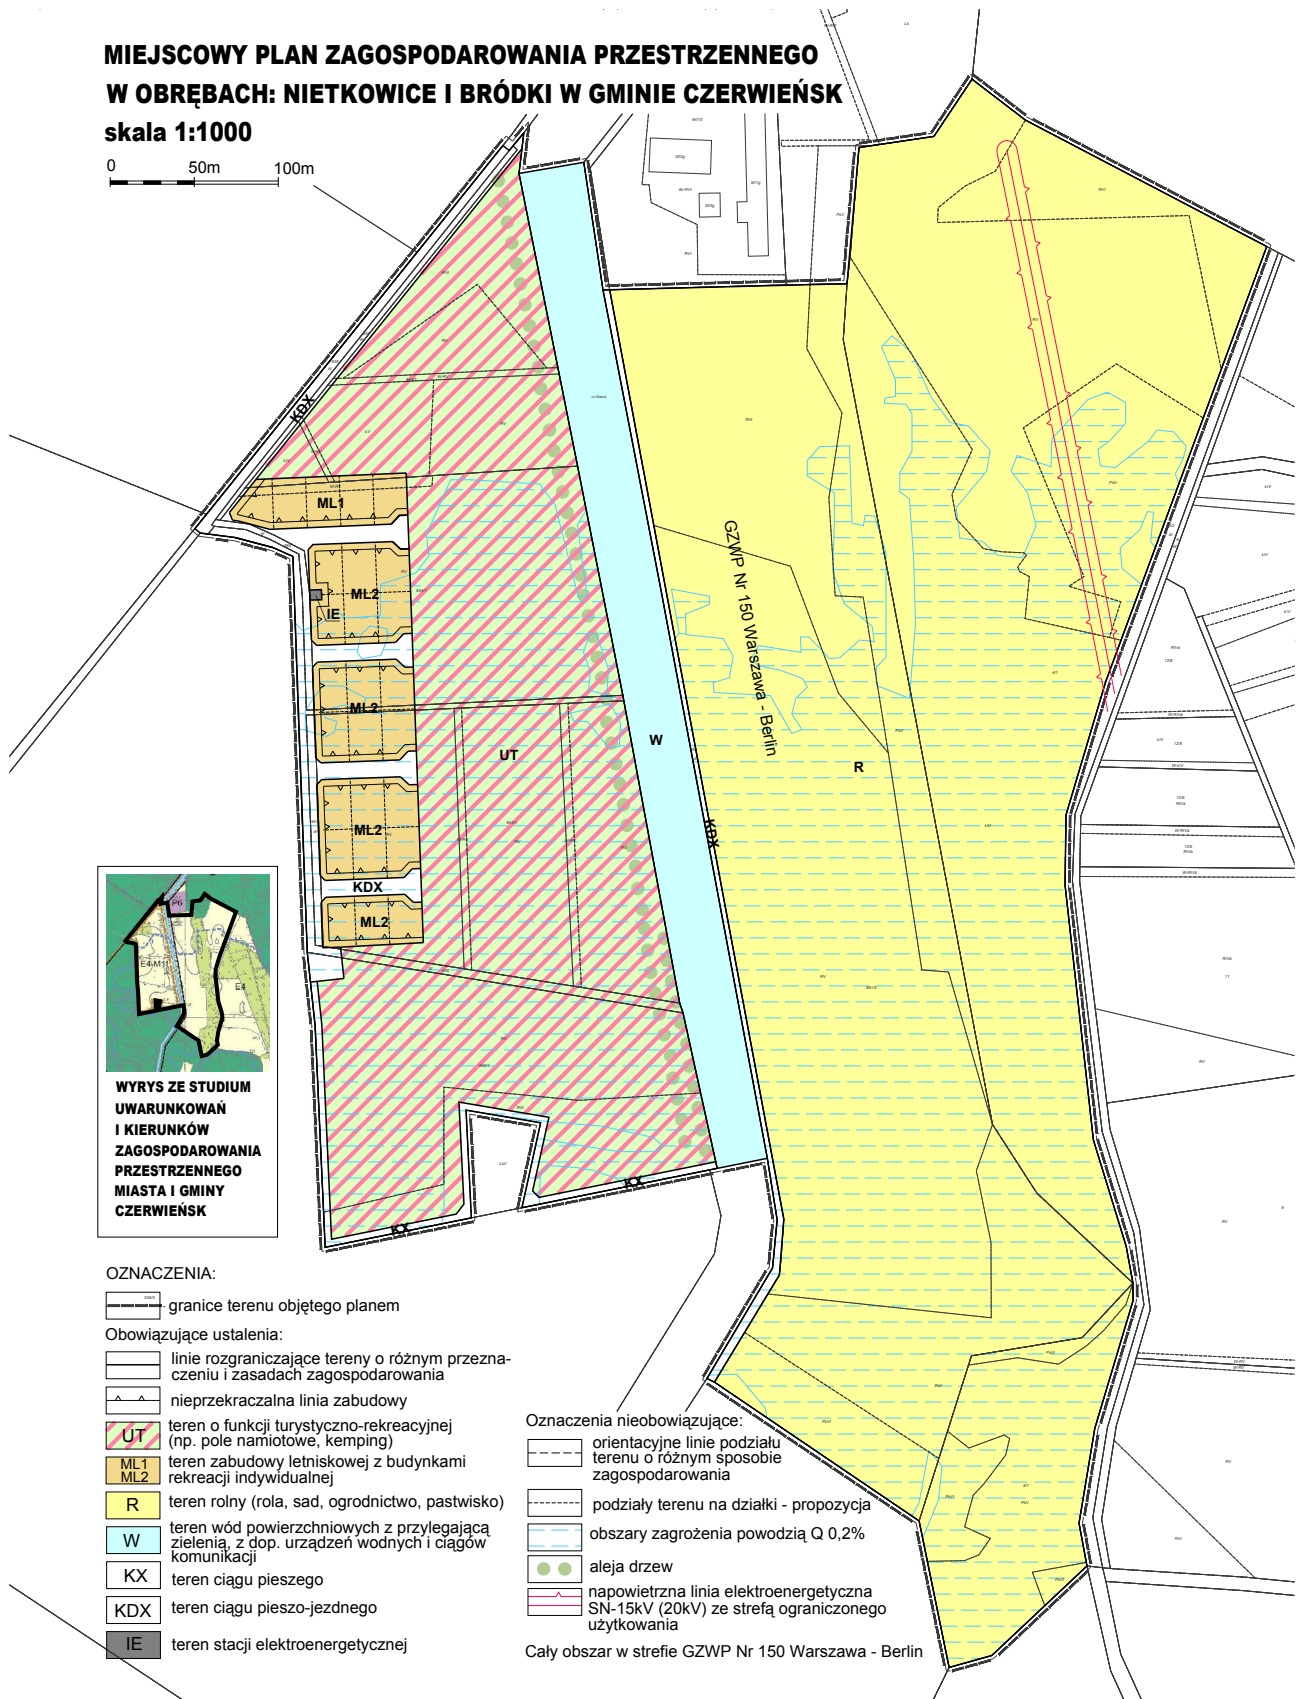 MIEJSCOWY PLAN ZAGOSPODAROWANIA PRZESTRZENNEGO
W OBRĘBACH: NIETKOWICE I BRÓDKI W GMINIE CZERWIEŃSK
skala 1:1000
0 50m 100m
KDX
ML1
ML2
IE
ML2
UT
W
GZWP Nr 150 Warszawa - Berlin
R
ML2
KDX
KDX
ML2
KX
KX
P6
E4
WYRYS ZE STUDIUM
UWARUNKOWAŃ
I KIERUNKÓW
ZAGOSPODAROWANIA
PRZESTRZENNEGO
MIASTA I GMINY
CZERWIEŃSK
OZNACZENIA:
granice terenu objętego planem
Obowiązujące ustalenia:
linie rozgraniczające tereny o różnym przezna-
czeniu i zasadach zagospodarowania
nieprzekraczalna linia zabudowy
UT teren o funkcji turystyczno-rekreacyjnej
(np. pole namiotowe, kemping)
ML1 teren zabudowy letniskowej z budynkami
ML2 rekreacji indywidualnej
R teren rolny (rola, sad, ogrodnictwo, pastwisko)
W teren wód powierzchniowych z przylegającą
zielenią, z dop. urządzeń wodnych i ciągów
komunikacji
KX teren ciągu pieszego
KDX teren ciągu pieszo-jezdnego
IE teren stacji elektroenergetycznej
Oznaczenia nieobowiązujące:
orientacyjne linie podziału
terenu o różnym sposobie
zagospodarowania
podziały terenu na działki - propozycja
obszary zagrożenia powodzią Q 0,2%
aleja drzew
napowietrzna linia elektroenergetyczna
SN-15kV (20kV) ze strefą ograniczonego
użytkowania
Cały obszar w strefie GZWP Nr 150 Warszawa - Berlin